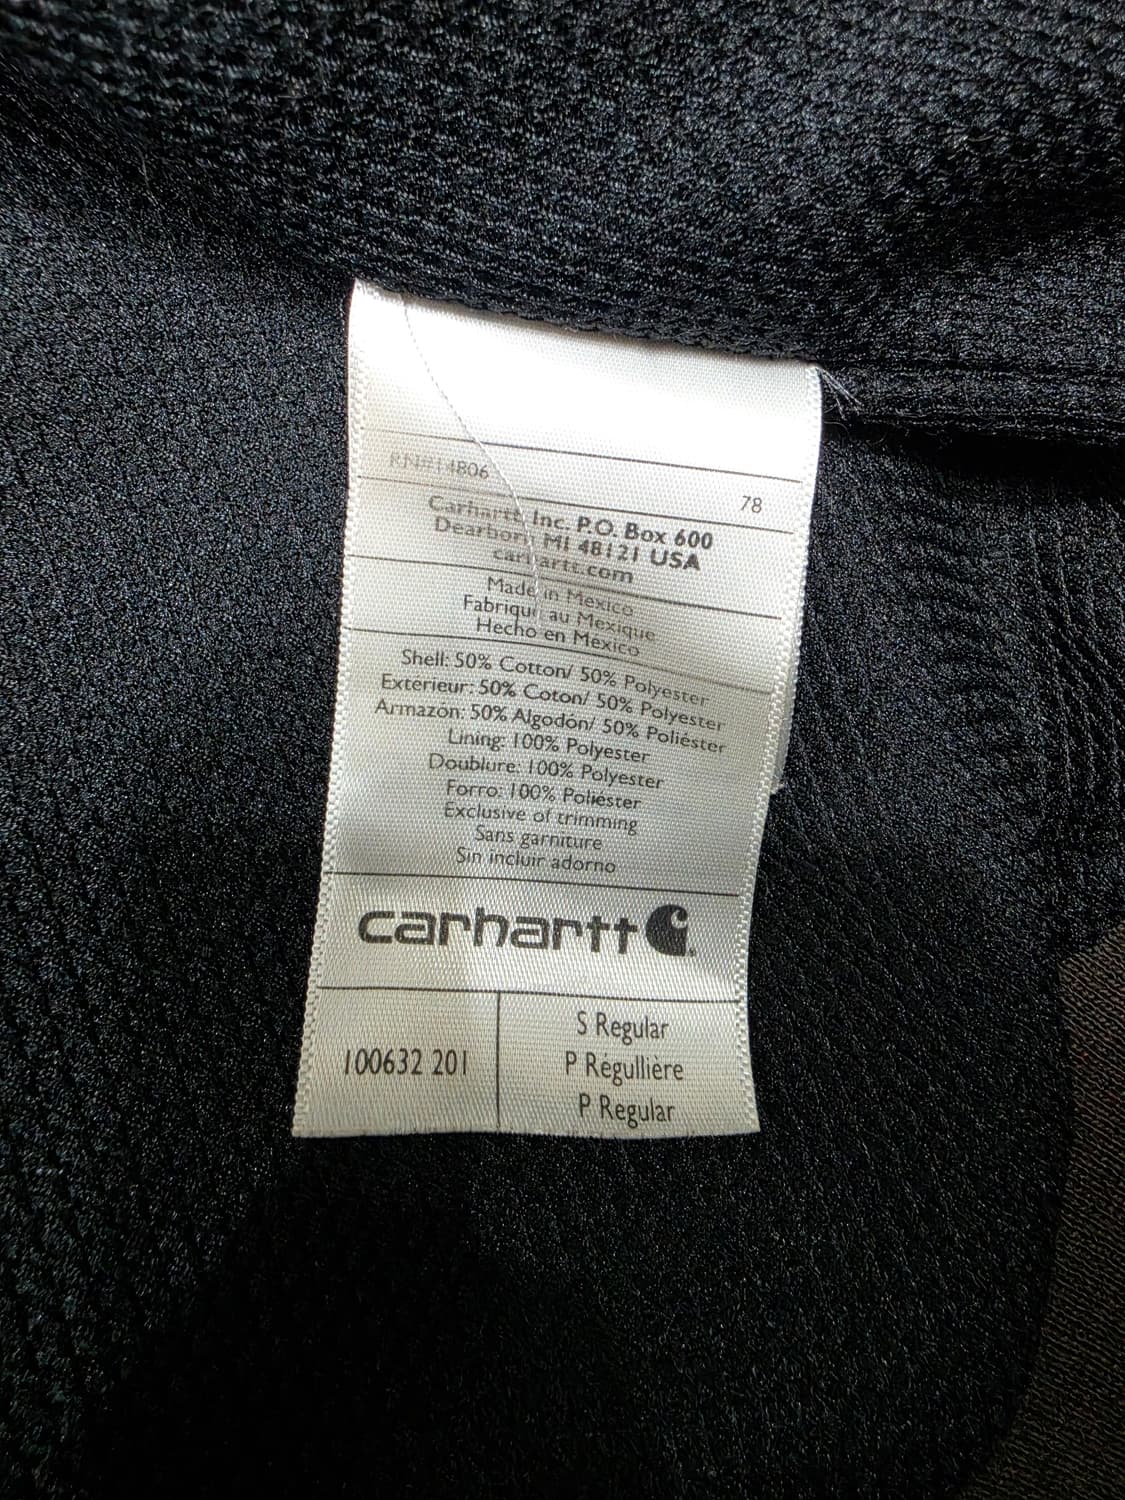 RN#14806
78
Carhartt, Inc. P.O. Box 600
Dearborn, MI 48121 USA
carhartt.com
Made in Mexico
Fabriqué au Mexique
Hecho en México
Shell: 50% Cotton/ 50% Polyester
Extérieur: 50% Coton/ 50% Polyester
Armazón: 50% Algodón/ 50% Poliéster
Lining: 100% Polyester
Doublure: 100% Polyester
Forro: 100% Poliester
Exclusive of trimming
Sans garniture
Sin incluir adorno
carhartt
100632 201
S Regular
P Régullière
P Regular